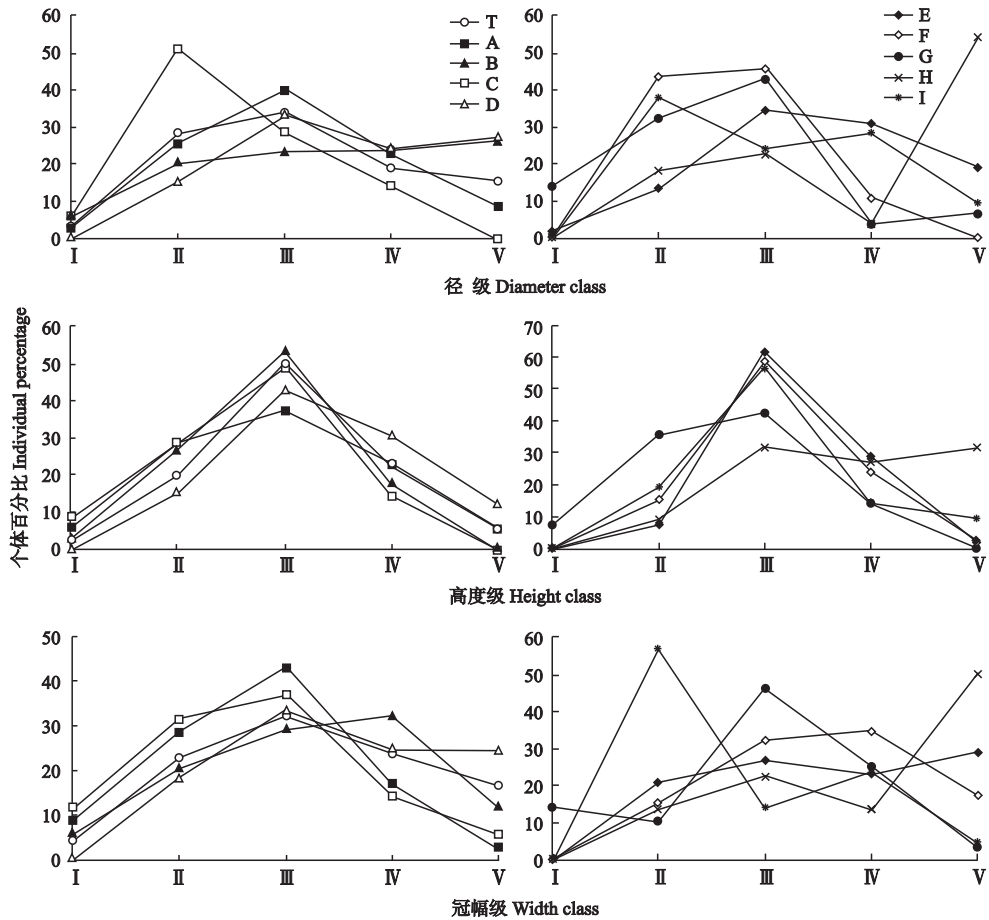 60
50
40
30
20
10
0
I II III IV V
T
A
B
C
D
60
50
40
30
20
10
0
I II III IV V
E
F
G
H
I
径 级 Diameter class
个体百分比 Individual percentage
60
50
40
30
20
10
0
I II III IV V
70
60
50
40
30
20
10
0
I II III IV V
高度级 Height class
50
40
30
20
10
0
I II III IV V
60
50
40
30
20
10
0
I II III IV V
冠幅级 Width class